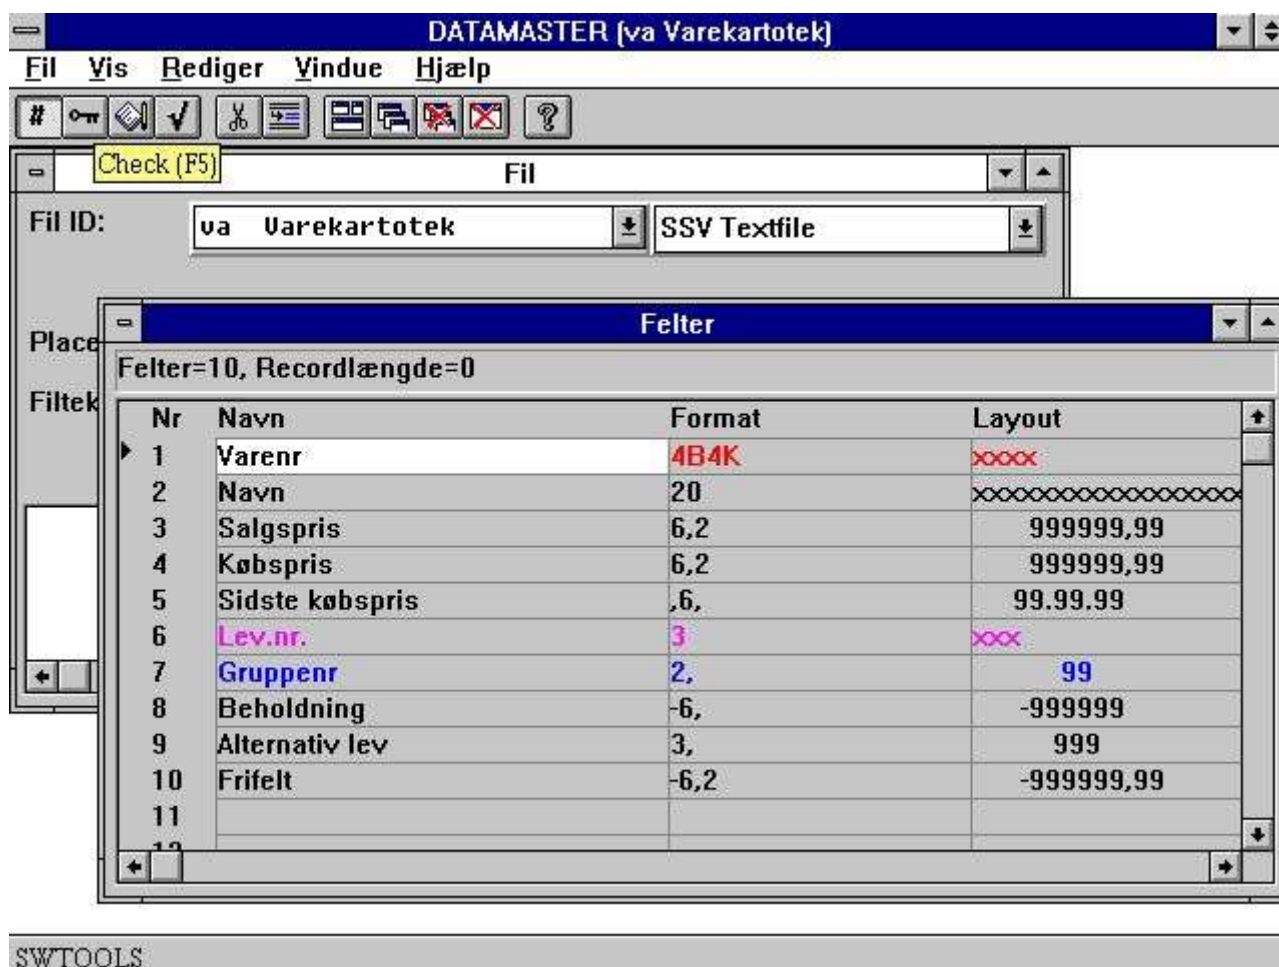 DATAMASTER (va Varekartotek)
Fil Vis Rediger Vindue Hjælp
#
Check (F5)
Fil
Fil ID: va Varekartotek SSV Textfile
Felter
Place
Felter=10, Recordlængde=0
Filtek
Nr Navn Format Layout
1 Varenr 4B4K xxxx
2 Navn 20 xxxxxxxxxxxxxxxxxxxx
3 Salgspris 6,2 999999,99
4 Købspris 6,2 999999,99
5 Sidste købspris ,6, 99.99.99
6 Lev.nr. 3 xxx
7 Gruppenr 2, 99
8 Beholdning -6, -999999
9 Alternativ lev 3, 999
10 Frifelt -6,2 -999999,99
11
SWTOOLS